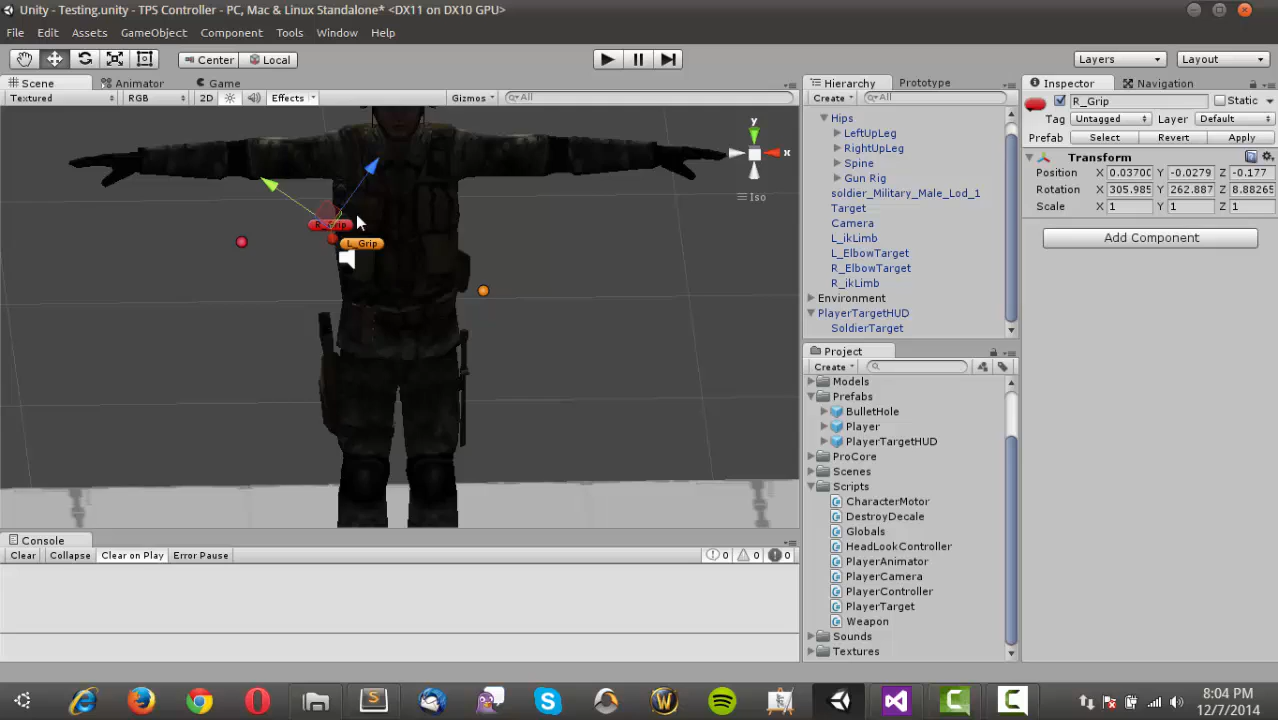 Unity - Testing.unity - TPS Controller - PC, Mac & Linux Standalone* <DX11 on DX10 GPU>
File Edit Assets GameObject Component Tools Window Help
Center Local Layers Layout
Scene Animator Game
Textured RGB 2D Effects Gizmos All
y
x
Iso
R_Grip
L_Grip
Hierarchy Prototype
Create All
Hips
LeftUpLeg
RightUpLeg
Spine
Gun Rig
soldier_Military_Male_Lod_1
Target
Camera
L_ikLimb
L_ElbowTarget
R_ElbowTarget
R_ikLimb
Environment
PlayerTargetHUD
SoldierTarget
Project
Create
Models
Prefabs
BulletHole
Player
PlayerTargetHUD
ProCore
Scenes
Scripts
CharacterMotor
DestroyDecale
Globals
HeadLookController
PlayerAnimator
PlayerCamera
PlayerController
PlayerTarget
Weapon
Sounds
Textures
Inspector Navigation
R_Grip Static
Tag Untagged Layer Default
Prefab Select Revert Apply
Transform
Position X 0.03700 Y -0.0279 Z -0.177
Rotation X 305.985 Y 262.887 Z 8.88265
Scale X 1 Y 1 Z 1
Add Component
Console
Clear Collapse Clear on Play Error Pause 0 0 0
8:04 PM
12/7/2014